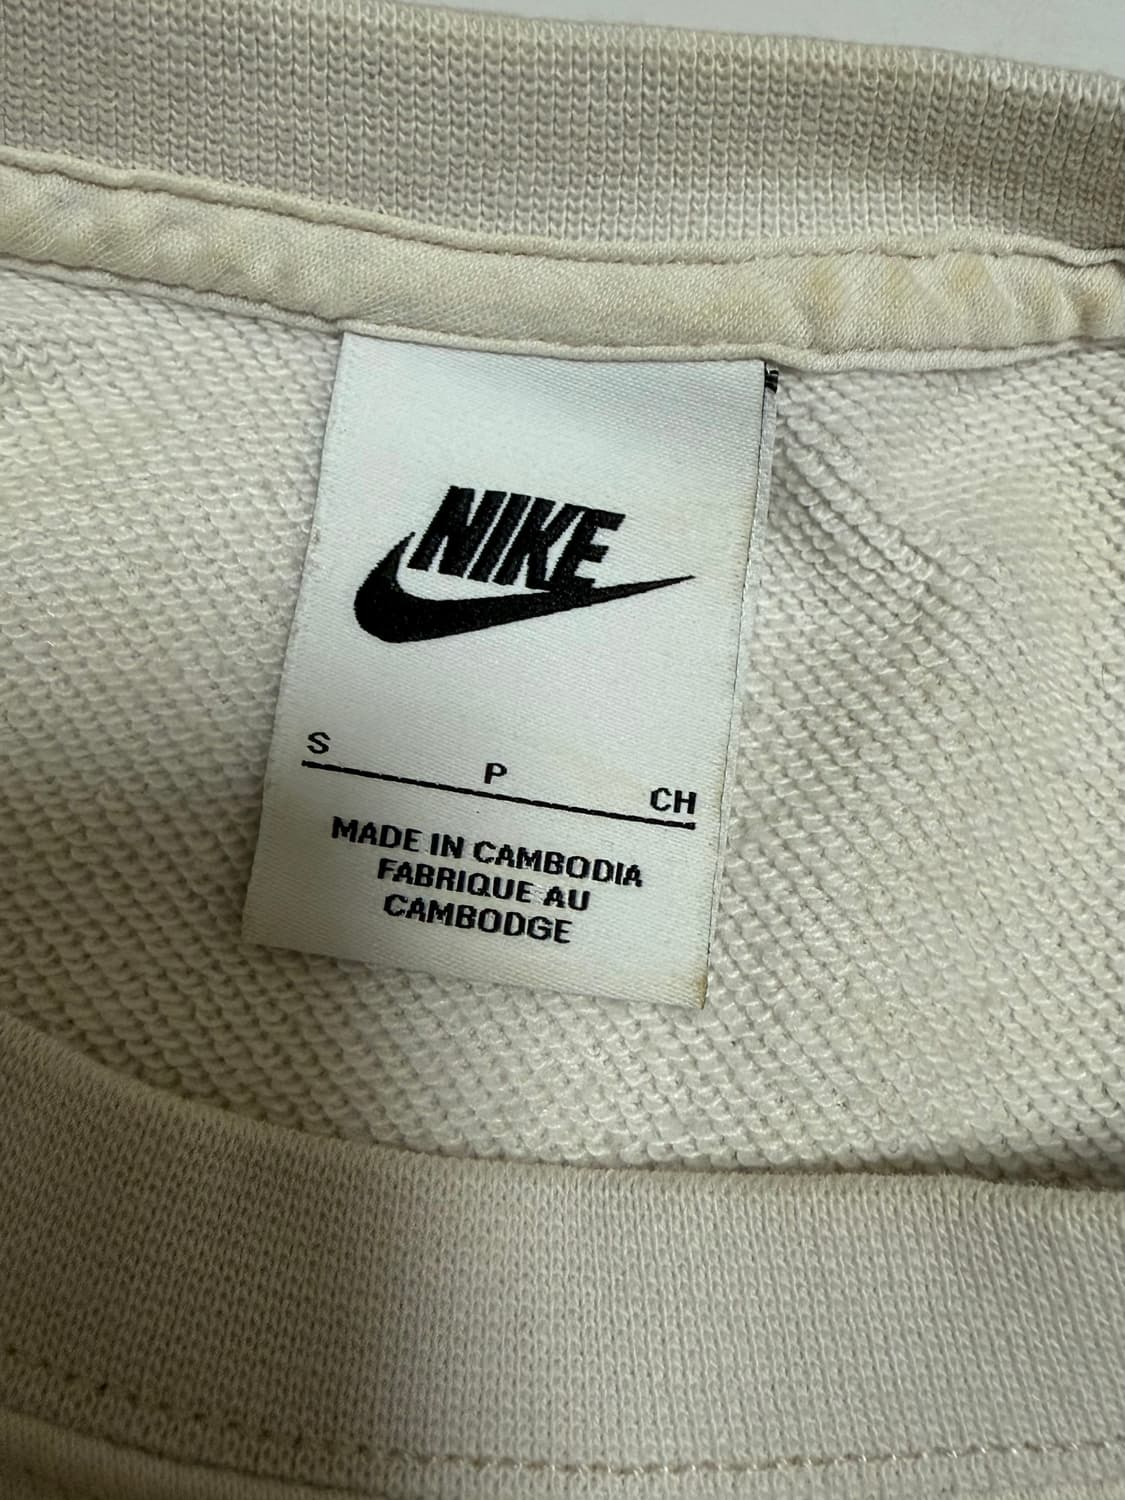 NIKE
S P CH
MADE IN CAMBODIA
FABRIQUE AU
CAMBODGE